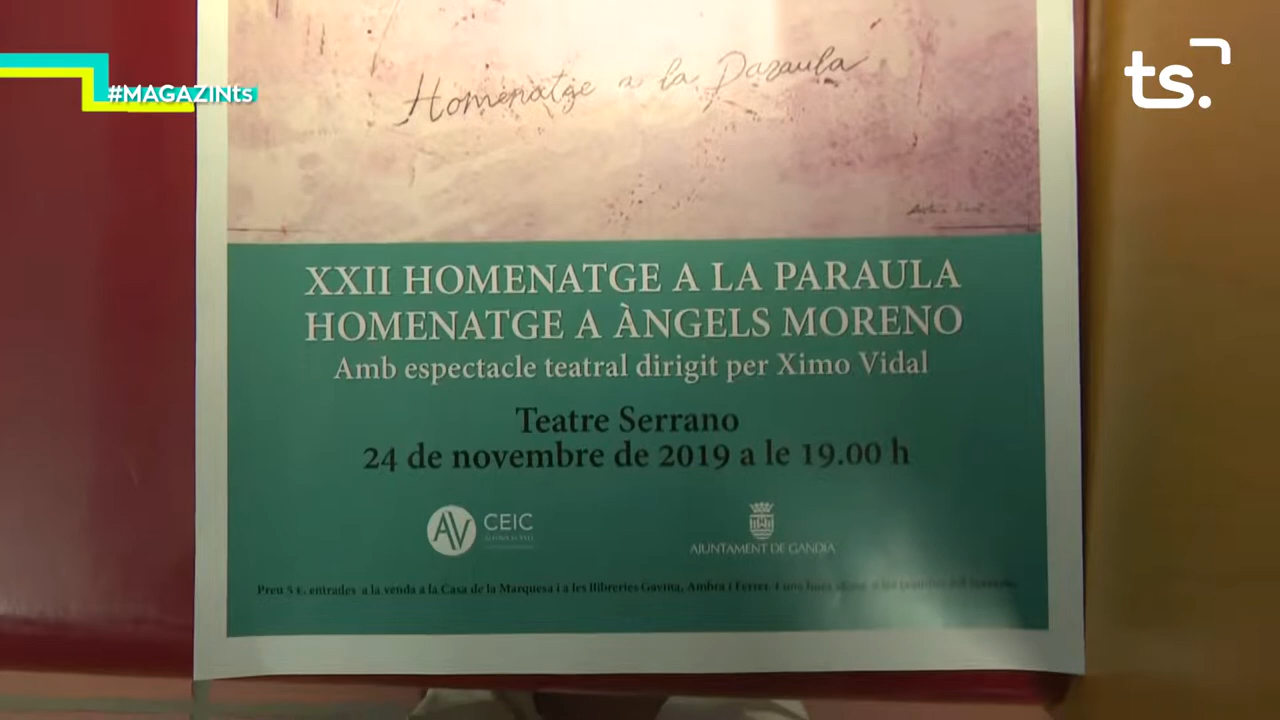 #MAGAZINts
ts.
Homenatge a la Paraula
XXII HOMENATGE A LA PARAULA
HOMENATGE A ÀNGELS MORENO
Amb espectacle teatral dirigit per Ximo Vidal
Teatre Serrano
24 de novembre de 2019 a le 19.00 h
AV CEIC
AJUNTAMENT DE GANDIA
Preu 5 €, entrades a la venda a la Casa de la Marquesa i a les llibreries Gavina, Ambra i Ferrer.